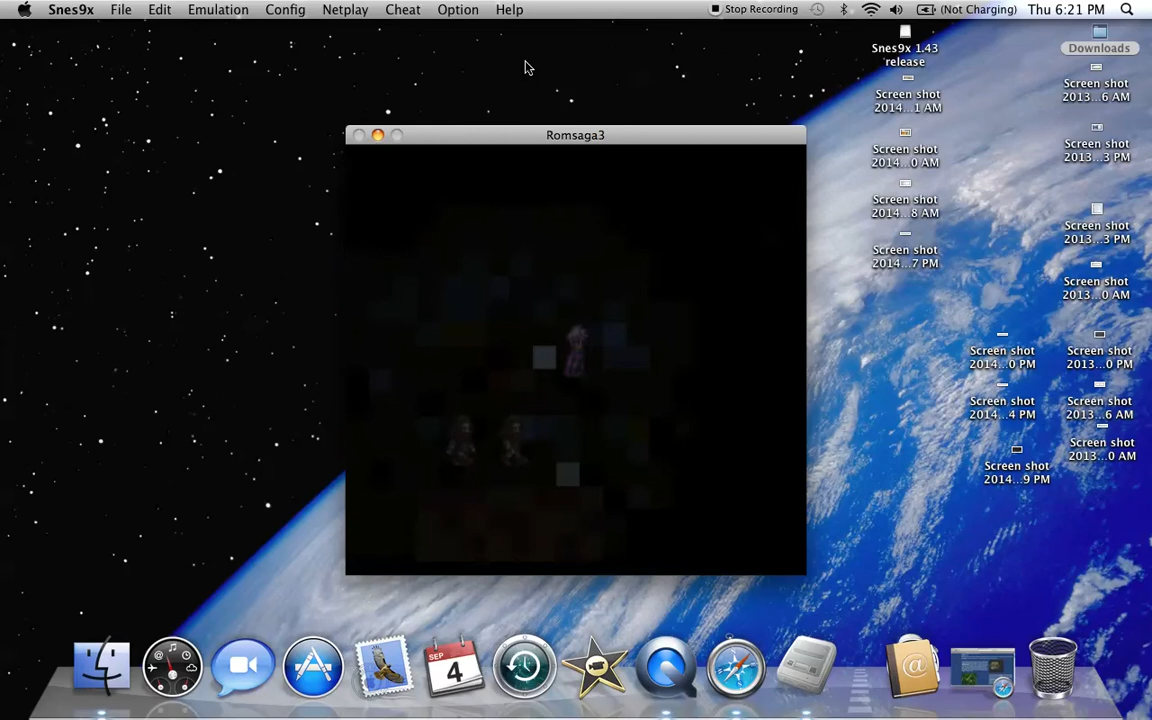 Snes9x File Edit Emulation Config Netplay Cheat Option Help Stop Recording (Not Charging) Thu 6:21 PM
Snes9x 1.43
release
Downloads
Screen shot
2014...1 AM
Screen shot
2013...6 AM
Romsaga3
Screen shot
2014...0 AM
Screen shot
2013...3 PM
Screen shot
2014...8 AM
Screen shot
2013...3 PM
Screen shot
2014...7 PM
Screen shot
2013...0 AM
Screen shot
2014...0 PM
Screen shot
2013...0 PM
Screen shot
2014...4 PM
Screen shot
2013...6 AM
Screen shot
2013...0 AM
Screen shot
2014...9 PM
SEP
4